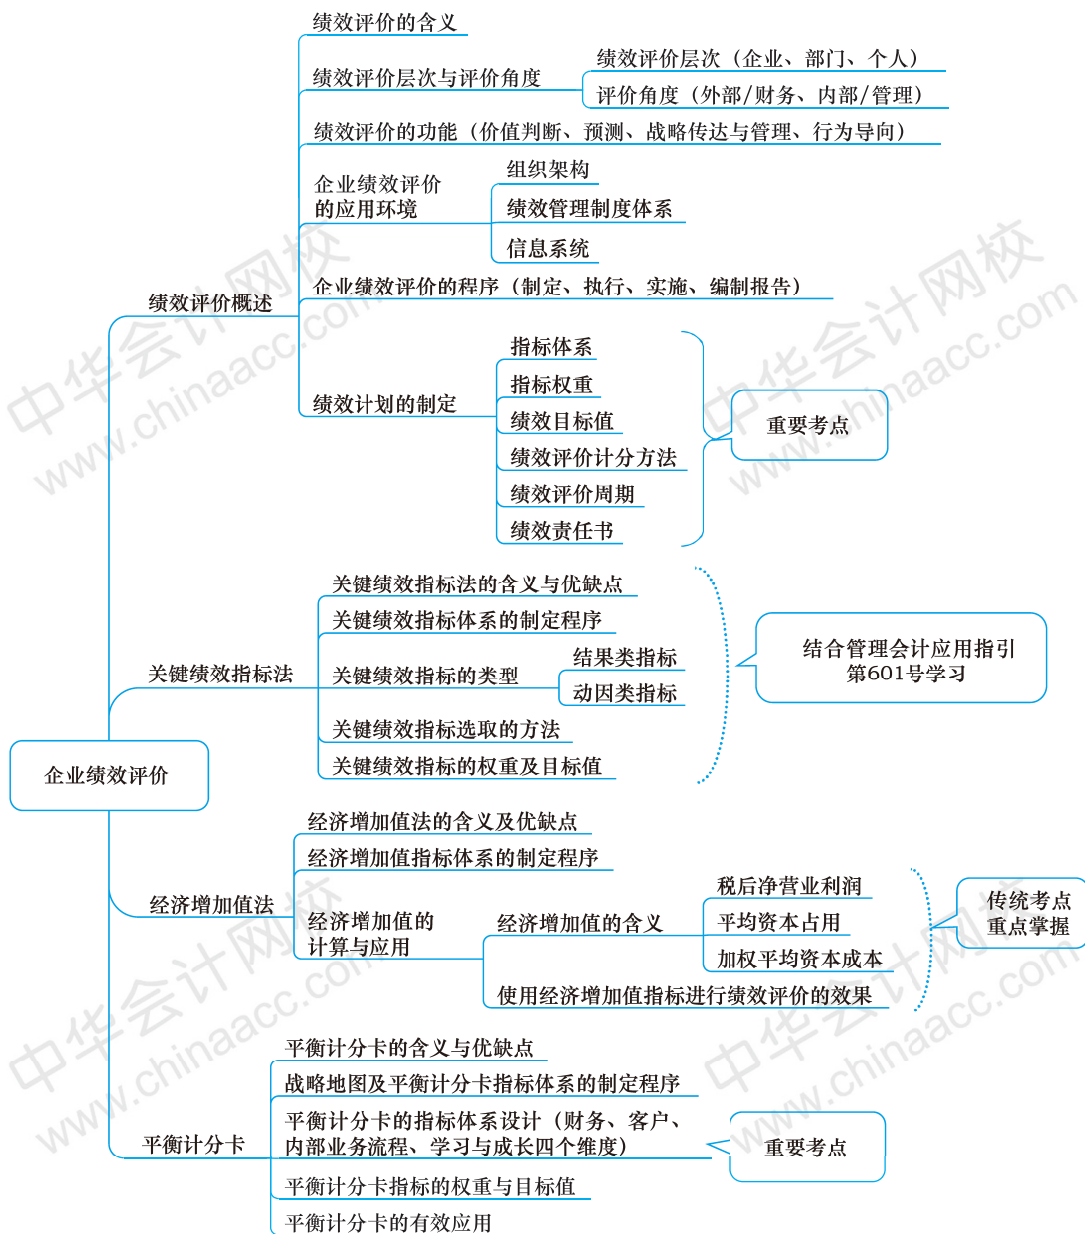 绩效评价的含义
绩效评价层次与评价角度
绩效评价层次（企业、部门、个人）
评价角度（外部/财务、内部/管理）
绩效评价的功能（价值判断、预测、战略传达与管理、行为导向）
企业绩效评价
的应用环境
组织架构
绩效管理制度体系
信息系统
企业绩效评价的程序（制定、执行、实施、编制报告）
绩效评价概述
绩效计划的制定
指标体系
指标权重
绩效目标值
绩效评价计分方法
绩效评价周期
绩效责任书
重要考点
关键绩效指标法的含义与优缺点
关键绩效指标体系的制定程序
关键绩效指标法
关键绩效指标的类型
结果类指标
动因类指标
关键绩效指标选取的方法
关键绩效指标的权重及目标值
结合管理会计应用指引
第601号学习
企业绩效评价
经济增加值法的含义及优缺点
经济增加值指标体系的制定程序
经济增加值法
经济增加值的
计算与应用
经济增加值的含义
税后净营业利润
平均资本占用
加权平均资本成本
使用经济增加值指标进行绩效评价的效果
传统考点
重点掌握
平衡计分卡的含义与优缺点
战略地图及平衡计分卡指标体系的制定程序
平衡计分卡
平衡计分卡的指标体系设计（财务、客户、
内部业务流程、学习与成长四个维度）
重要考点
平衡计分卡指标的权重与目标值
平衡计分卡的有效应用
中华会计网校
www.chinaacc.com
中华会计网校
www.chinaacc.com
中华会计网校
www.chinaacc.com
中华会计网校
www.chinaacc.com